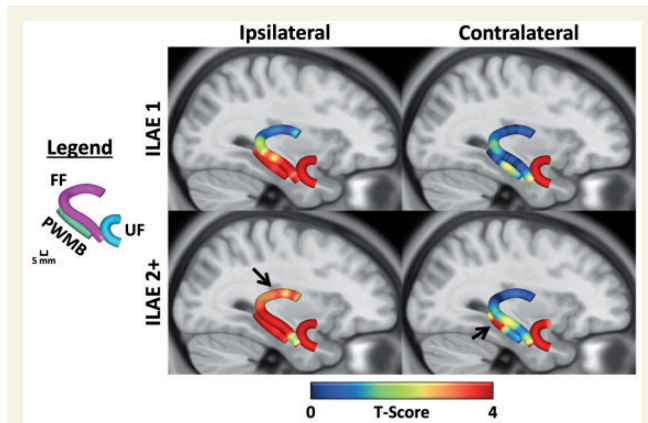 Ipsilateral Contralateral
ILAE 1
Legend
FF
PWMB
UF
5 mm
ILAE 2+
0 T-Score 4